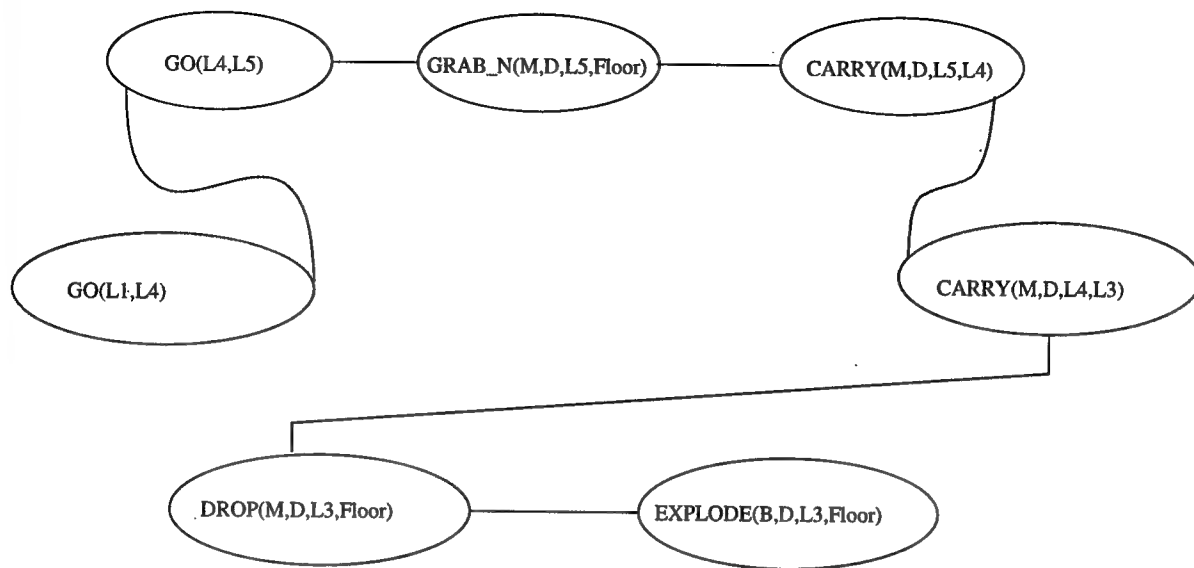 GO(L4,L5)
GRAB_N(M,D,L5,Floor)
CARRY(M,D,L5,L4)
GO(L1,L4)
CARRY(M,D,L4,L3)
DROP(M,D,L3,Floor)
EXPLODE(B,D,L3,Floor)